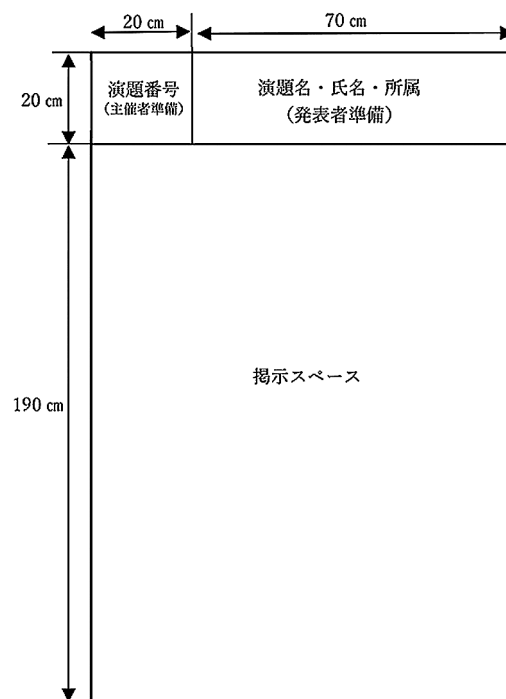 20 cm
70 cm
20 cm
演題番号
(主催者準備)
演題名・氏名・所属
(発表者準備)
190 cm
掲示スペース